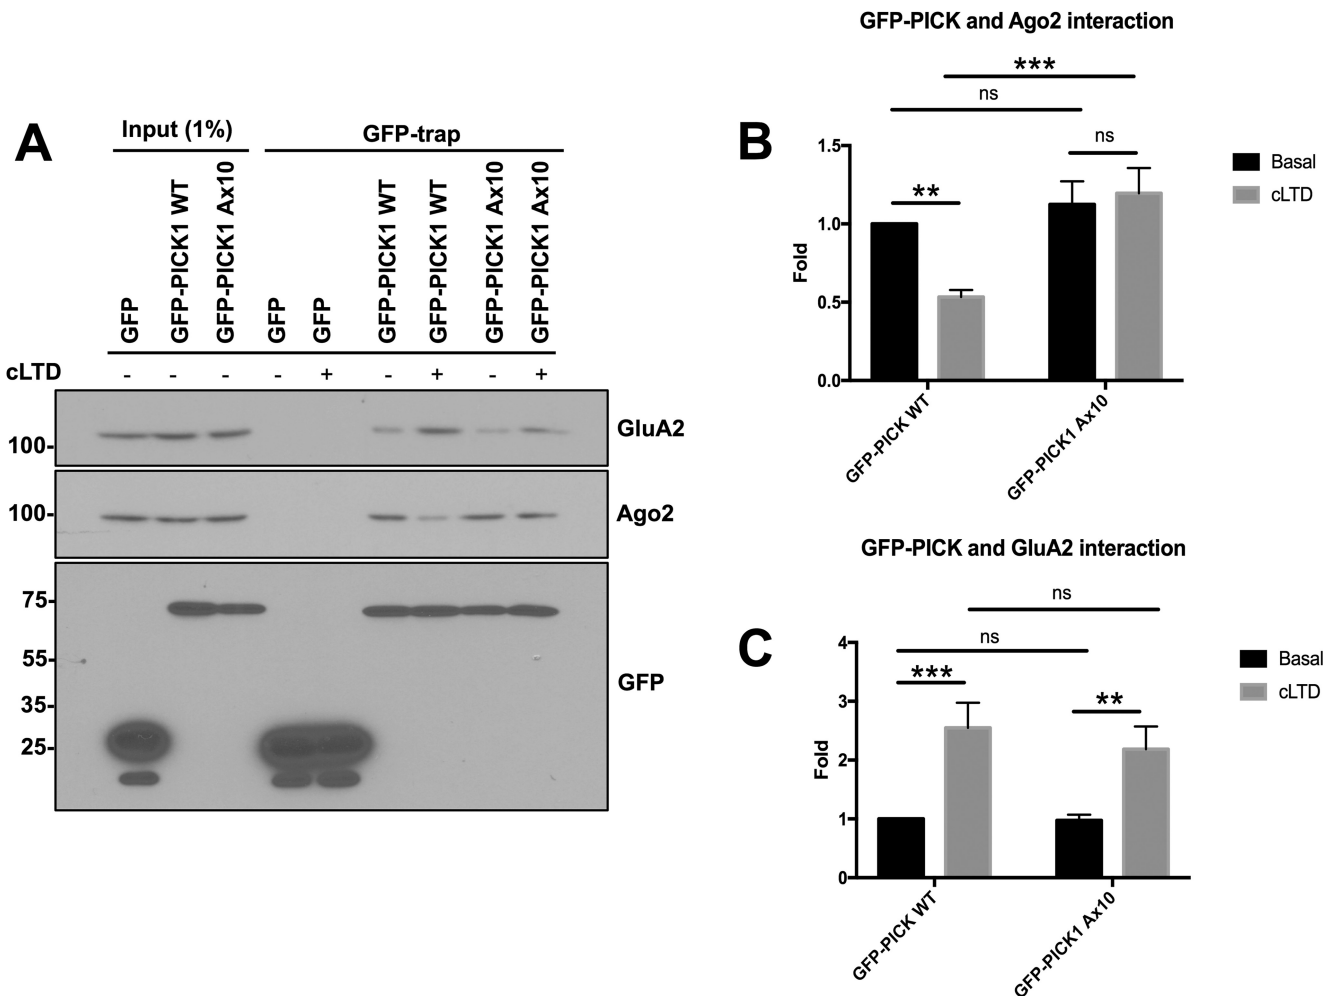 A
Input (1%)
GFP-trap
GFP
GFP-PICK1 WT
GFP-PICK1 Ax10
GFP
GFP
GFP-PICK1 WT
GFP-PICK1 WT
GFP-PICK1 Ax10
GFP-PICK1 Ax10
cLTD - - - - + - + - +
100- GluA2
100- Ago2
75-
55-
35-
25-
GFP
B
GFP-PICK and Ago2 interaction
***
ns
ns
**
1.5
1.0
0.5
0.0
Fold
GFP-PICK WT
GFP-PICK1 Ax10
Basal
cLTD
C
GFP-PICK and GluA2 interaction
ns
ns
***
**
4
3
2
1
0
Fold
GFP-PICK WT
GFP-PICK1 Ax10
Basal
cLTD